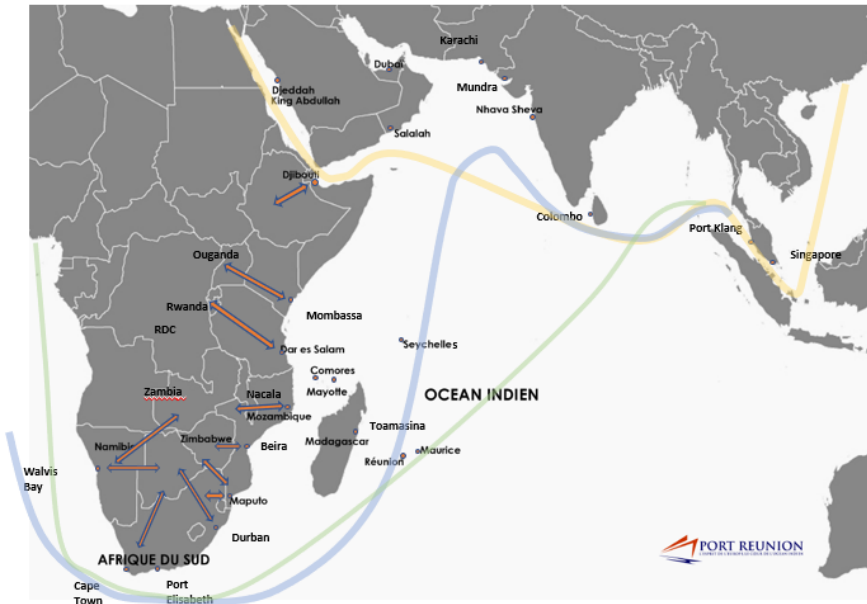 Karachi
Dubai
Mundra
Djeddah
King Abdullah
Nhava Sheva
Salalah
Djibouti
Colombo
Port Klang
Singapore
Ouganda
Rwanda
Mombassa
RDC
Dar es Salam
Seychelles
Comores
Mayotte
Zambia
Nacala
Mozambique
OCEAN INDIEN
Toamasina
Zimbabwe
Namibie
Beira
Madagascar
Réunion
Maurice
Walvis
Bay
Maputo
Durban
AFRIQUE DU SUD
PORT REUNION
Cape
Town
Port
Elisabeth